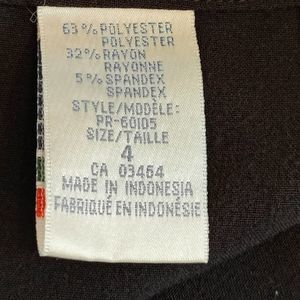 63% POLYESTER
POLYESTER
32% RAYON
RAYONNE
5% SPANDEX
SPANDEX
STYLE/MODÈLE:
PR-60105
SIZE/TAILLE
4
CA 03464
MADE IN INDONESIA
FABRIQUÉ EN INDONÉSIE